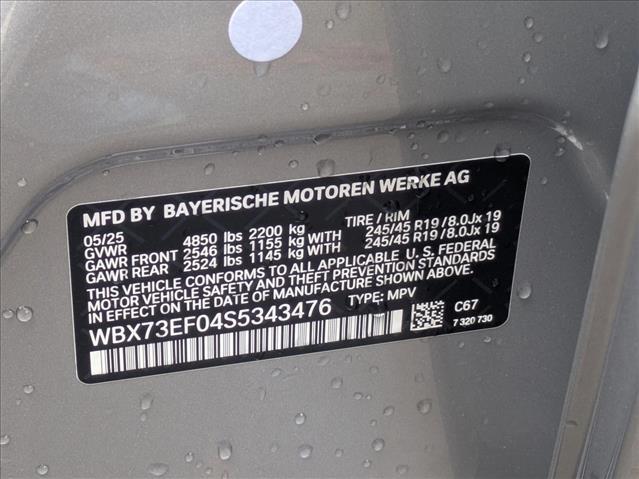 MFD BY BAYERISCHE MOTOREN WERKE AG
05/25 TIRE / RIM
GVWR 4850 lbs 2200 kg
GAWR FRONT 2546 lbs 1155 kg WITH 245/45 R19 / 8.0Jx 19
GAWR REAR 2524 lbs 1145 kg WITH 245/45 R19 / 8.0Jx 19
THIS VEHICLE CONFORMS TO ALL APPLICABLE U. S. FEDERAL
MOTOR VEHICLE SAFETY AND THEFT PREVENTION STANDARDS
IN EFFECT ON THE DATE OF MANUFACTURE SHOWN ABOVE.
WBX73EF04S5343476 TYPE: MPV
C67
7 320 730